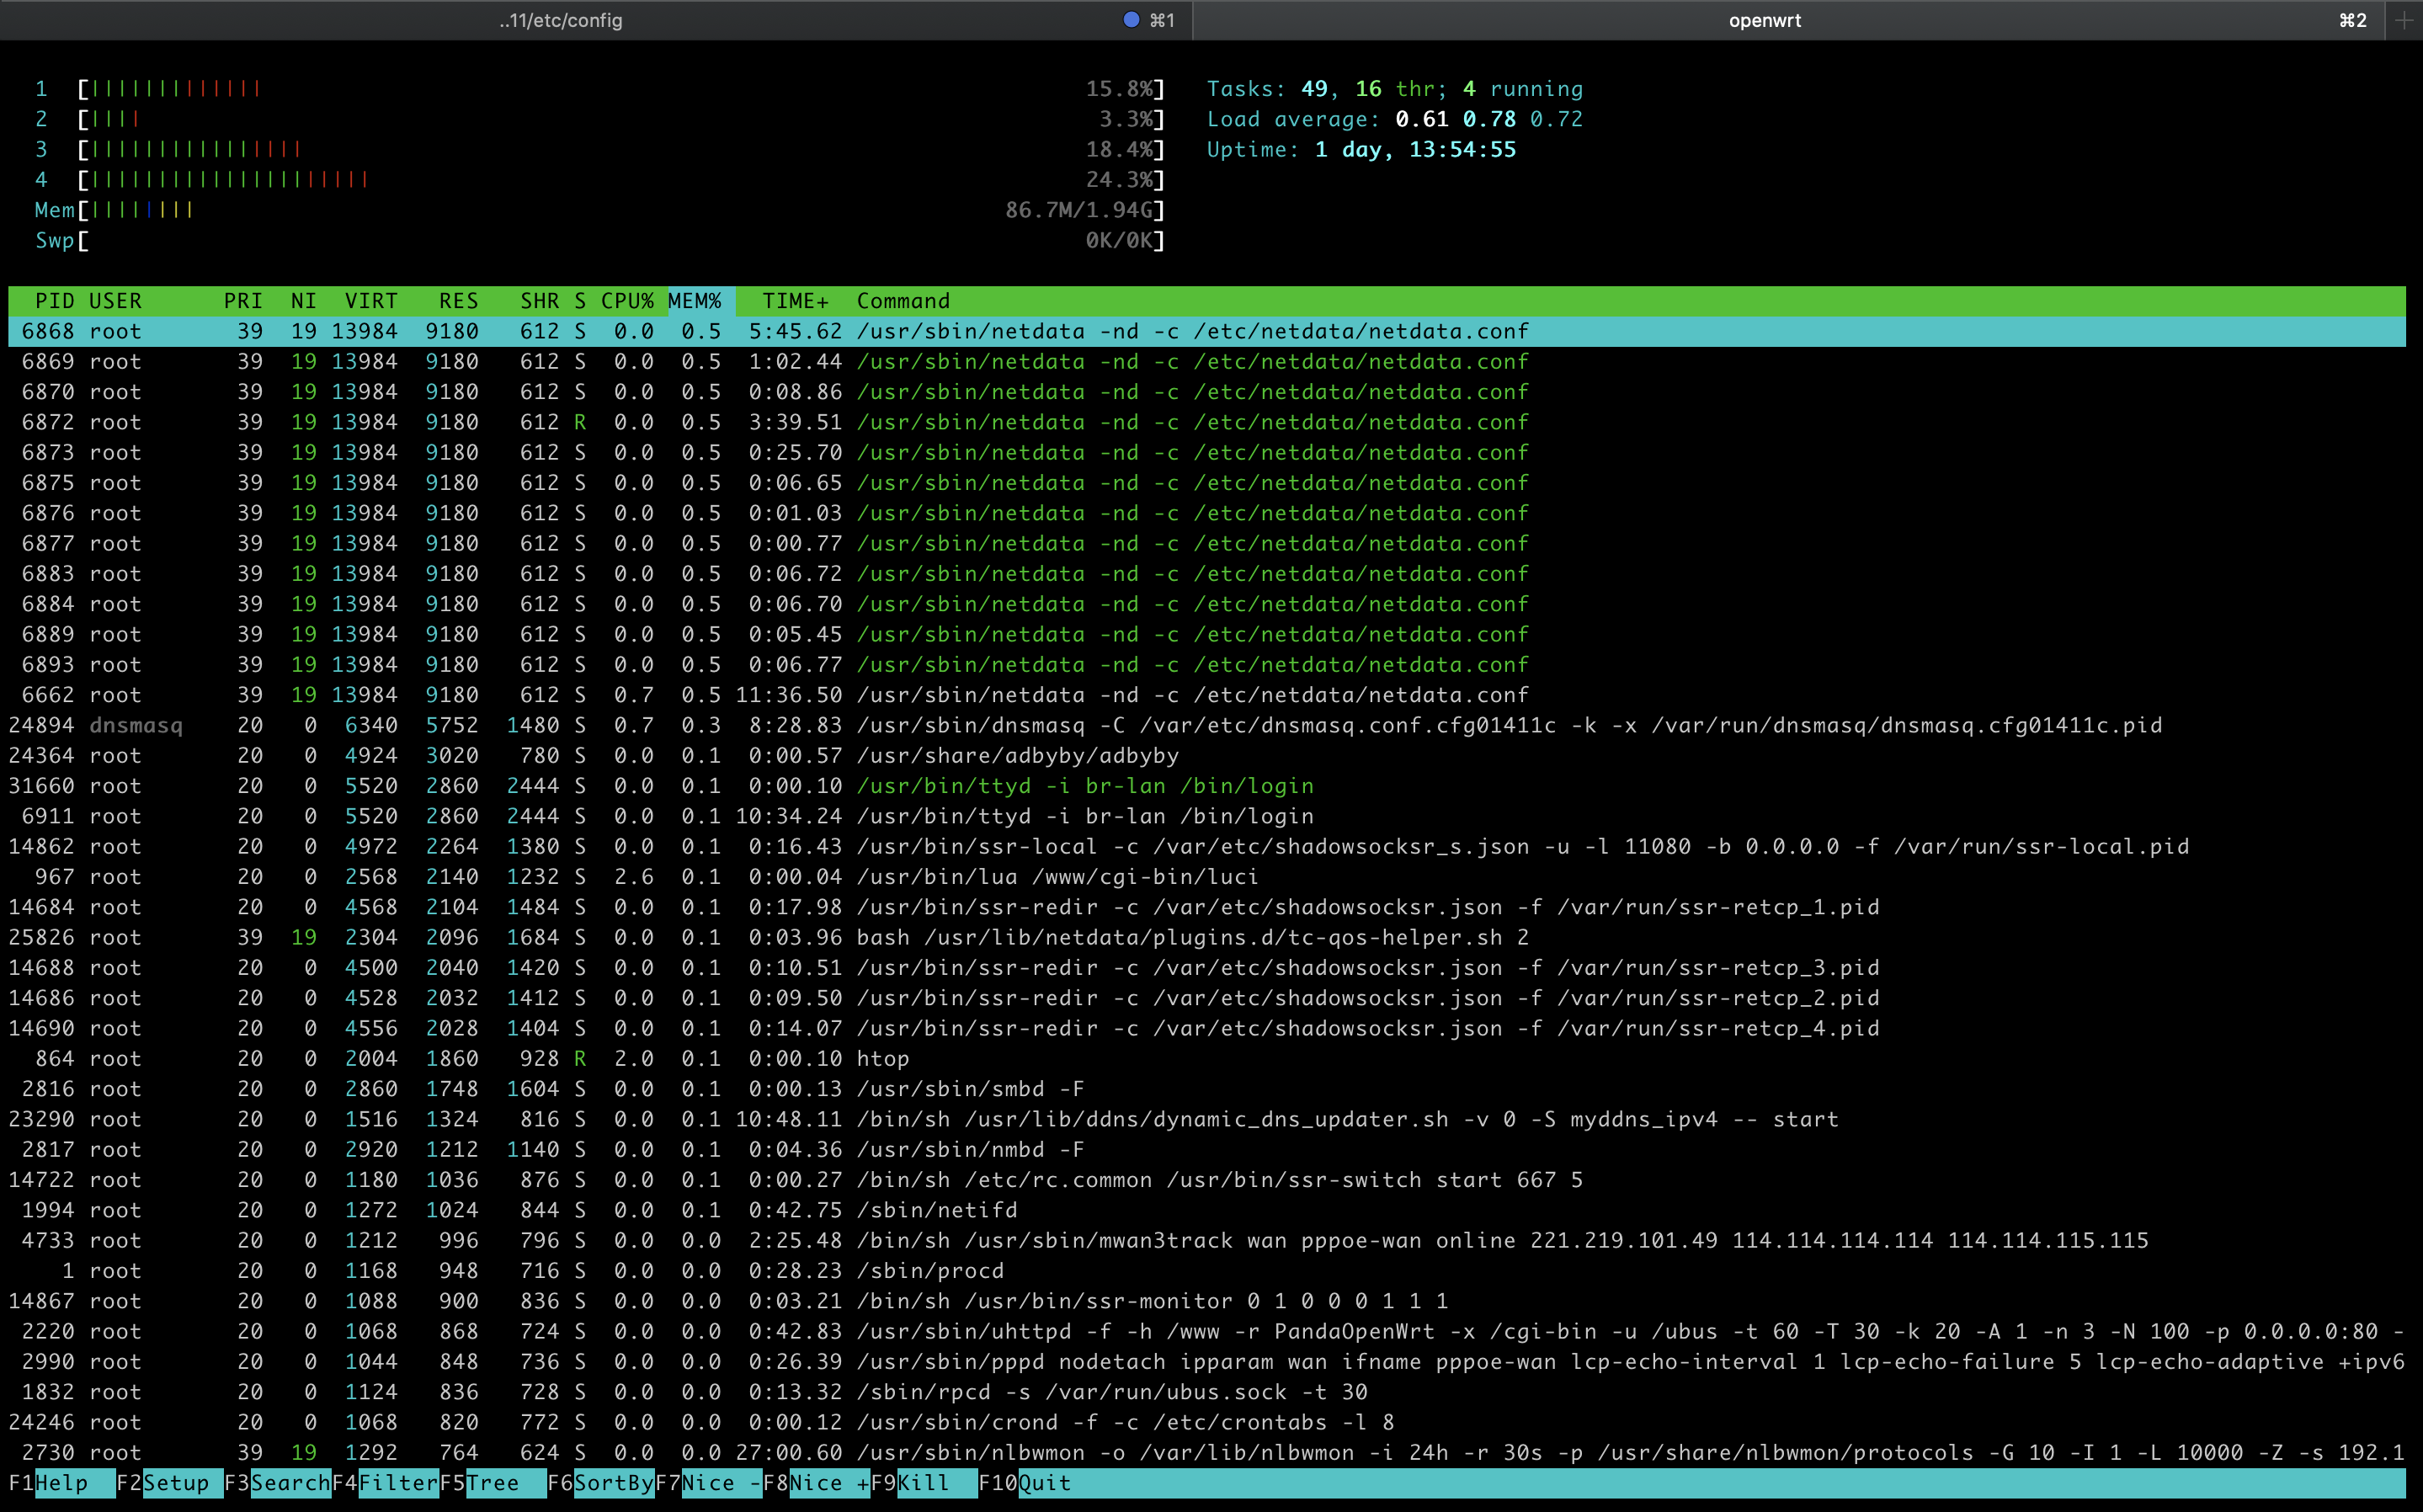 ..11/etc/config ⌘1 openwrt ⌘2 +
1 [||||||||||||| 15.8%] Tasks: 49, 16 thr; 4 running
2 [|||| 3.3%] Load average: 0.61 0.78 0.72
3 [|||||||||||||||| 18.4%] Uptime: 1 day, 13:54:55
4 [||||||||||||||||||||| 24.3%]
Mem[|||||||| 86.7M/1.94G]
Swp[ 0K/0K]
PID USER PRI NI VIRT RES SHR S CPU% MEM% TIME+ Command
6868 root 39 19 13984 9180 612 S 0.0 0.5 5:45.62 /usr/sbin/netdata -nd -c /etc/netdata/netdata.conf
6869 root 39 19 13984 9180 612 S 0.0 0.5 1:02.44 /usr/sbin/netdata -nd -c /etc/netdata/netdata.conf
6870 root 39 19 13984 9180 612 S 0.0 0.5 0:08.86 /usr/sbin/netdata -nd -c /etc/netdata/netdata.conf
6872 root 39 19 13984 9180 612 R 0.0 0.5 3:39.51 /usr/sbin/netdata -nd -c /etc/netdata/netdata.conf
6873 root 39 19 13984 9180 612 S 0.0 0.5 0:25.70 /usr/sbin/netdata -nd -c /etc/netdata/netdata.conf
6875 root 39 19 13984 9180 612 S 0.0 0.5 0:06.65 /usr/sbin/netdata -nd -c /etc/netdata/netdata.conf
6876 root 39 19 13984 9180 612 S 0.0 0.5 0:01.03 /usr/sbin/netdata -nd -c /etc/netdata/netdata.conf
6877 root 39 19 13984 9180 612 S 0.0 0.5 0:00.77 /usr/sbin/netdata -nd -c /etc/netdata/netdata.conf
6883 root 39 19 13984 9180 612 S 0.0 0.5 0:06.72 /usr/sbin/netdata -nd -c /etc/netdata/netdata.conf
6884 root 39 19 13984 9180 612 S 0.0 0.5 0:06.70 /usr/sbin/netdata -nd -c /etc/netdata/netdata.conf
6889 root 39 19 13984 9180 612 S 0.0 0.5 0:05.45 /usr/sbin/netdata -nd -c /etc/netdata/netdata.conf
6893 root 39 19 13984 9180 612 S 0.0 0.5 0:06.77 /usr/sbin/netdata -nd -c /etc/netdata/netdata.conf
6662 root 39 19 13984 9180 612 S 0.7 0.5 11:36.50 /usr/sbin/netdata -nd -c /etc/netdata/netdata.conf
24894 dnsmasq 20 0 6340 5752 1480 S 0.7 0.3 8:28.83 /usr/sbin/dnsmasq -C /var/etc/dnsmasq.conf.cfg01411c -k -x /var/run/dnsmasq/dnsmasq.cfg01411c.pid
24364 root 20 0 4924 3020 780 S 0.0 0.1 0:00.57 /usr/share/adbyby/adbyby
31660 root 20 0 5520 2860 2444 S 0.0 0.1 0:00.10 /usr/bin/ttyd -i br-lan /bin/login
6911 root 20 0 5520 2860 2444 S 0.0 0.1 10:34.24 /usr/bin/ttyd -i br-lan /bin/login
14862 root 20 0 4972 2264 1380 S 0.0 0.1 0:16.43 /usr/bin/ssr-local -c /var/etc/shadowsocksr_s.json -u -l 11080 -b 0.0.0.0 -f /var/run/ssr-local.pid
967 root 20 0 2568 2140 1232 S 2.6 0.1 0:00.04 /usr/bin/lua /www/cgi-bin/luci
14684 root 20 0 4568 2104 1484 S 0.0 0.1 0:17.98 /usr/bin/ssr-redir -c /var/etc/shadowsocksr.json -f /var/run/ssr-retcp_1.pid
25826 root 39 19 2304 2096 1684 S 0.0 0.1 0:03.96 bash /usr/lib/netdata/plugins.d/tc-qos-helper.sh 2
14688 root 20 0 4500 2040 1420 S 0.0 0.1 0:10.51 /usr/bin/ssr-redir -c /var/etc/shadowsocksr.json -f /var/run/ssr-retcp_3.pid
14686 root 20 0 4528 2032 1412 S 0.0 0.1 0:09.50 /usr/bin/ssr-redir -c /var/etc/shadowsocksr.json -f /var/run/ssr-retcp_2.pid
14690 root 20 0 4556 2028 1404 S 0.0 0.1 0:14.07 /usr/bin/ssr-redir -c /var/etc/shadowsocksr.json -f /var/run/ssr-retcp_4.pid
864 root 20 0 2004 1860 928 R 2.0 0.1 0:00.10 htop
2816 root 20 0 2860 1748 1604 S 0.0 0.1 0:00.13 /usr/sbin/smbd -F
23290 root 20 0 1516 1324 816 S 0.0 0.1 10:48.11 /bin/sh /usr/lib/ddns/dynamic_dns_updater.sh -v 0 -S myddns_ipv4 -- start
2817 root 20 0 2920 1212 1140 S 0.0 0.1 0:04.36 /usr/sbin/nmbd -F
14722 root 20 0 1180 1036 876 S 0.0 0.1 0:00.27 /bin/sh /etc/rc.common /usr/bin/ssr-switch start 667 5
1994 root 20 0 1272 1024 844 S 0.0 0.1 0:42.75 /sbin/netifd
4733 root 20 0 1212 996 796 S 0.0 0.0 2:25.48 /bin/sh /usr/sbin/mwan3track wan pppoe-wan online 221.219.101.49 114.114.114.114 114.114.115.115
1 root 20 0 1168 948 716 S 0.0 0.0 0:28.23 /sbin/procd
14867 root 20 0 1088 900 836 S 0.0 0.0 0:03.21 /bin/sh /usr/bin/ssr-monitor 0 1 0 0 0 1 1 1
2220 root 20 0 1068 868 724 S 0.0 0.0 0:42.83 /usr/sbin/uhttpd -f -h /www -r PandaOpenWrt -x /cgi-bin -u /ubus -t 60 -T 30 -k 20 -A 1 -n 3 -N 100 -p 0.0.0.0:80 -
2990 root 20 0 1044 848 736 S 0.0 0.0 0:26.39 /usr/sbin/pppd nodetach ipparam wan ifname pppoe-wan lcp-echo-interval 1 lcp-echo-failure 5 lcp-echo-adaptive +ipv6
1832 root 20 0 1124 836 728 S 0.0 0.0 0:13.32 /sbin/rpcd -s /var/run/ubus.sock -t 30
24246 root 20 0 1068 820 772 S 0.0 0.0 0:00.12 /usr/sbin/crond -f -c /etc/crontabs -l 8
2730 root 39 19 1292 764 624 S 0.0 0.0 27:00.60 /usr/sbin/nlbwmon -o /var/lib/nlbwmon -i 24h -r 30s -p /usr/share/nlbwmon/protocols -G 10 -I 1 -L 10000 -Z -s 192.1
F1Help F2Setup F3SearchF4FilterF5Tree F6SortByF7Nice -F8Nice +F9Kill F10Quit